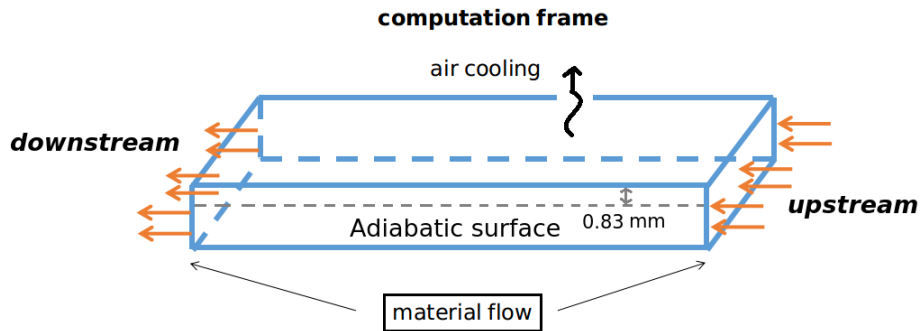 computation frame
air cooling
downstream
Adiabatic surface
0.83 mm
upstream
material flow